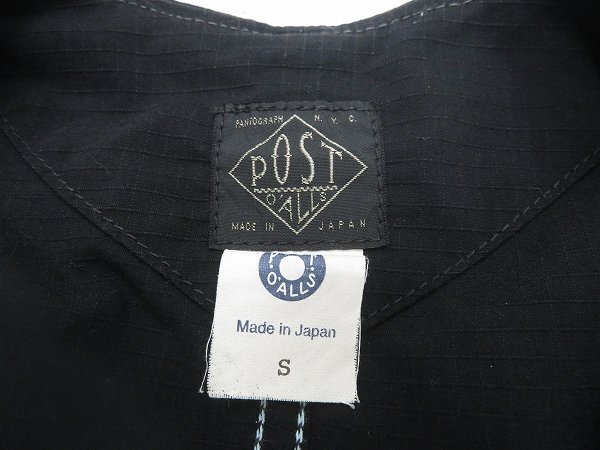 PANTOGRAPH N. Y. C.
POST
O'ALLS
MADE IN JAPAN
POST
O'ALLS
Made in Japan
S